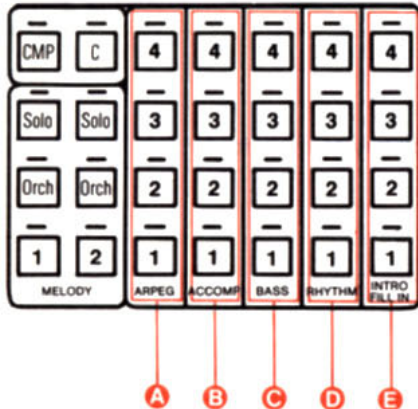 CMP C 4 4 4 4 4
Solo Solo 3 3 3 3 3
Orch Orch 2 2 2 2 2
1 2 1 1 1 1 1
MELODY ARPEG ACCOMP BASS RHYTHM INTRO
FILL IN
A B C D E